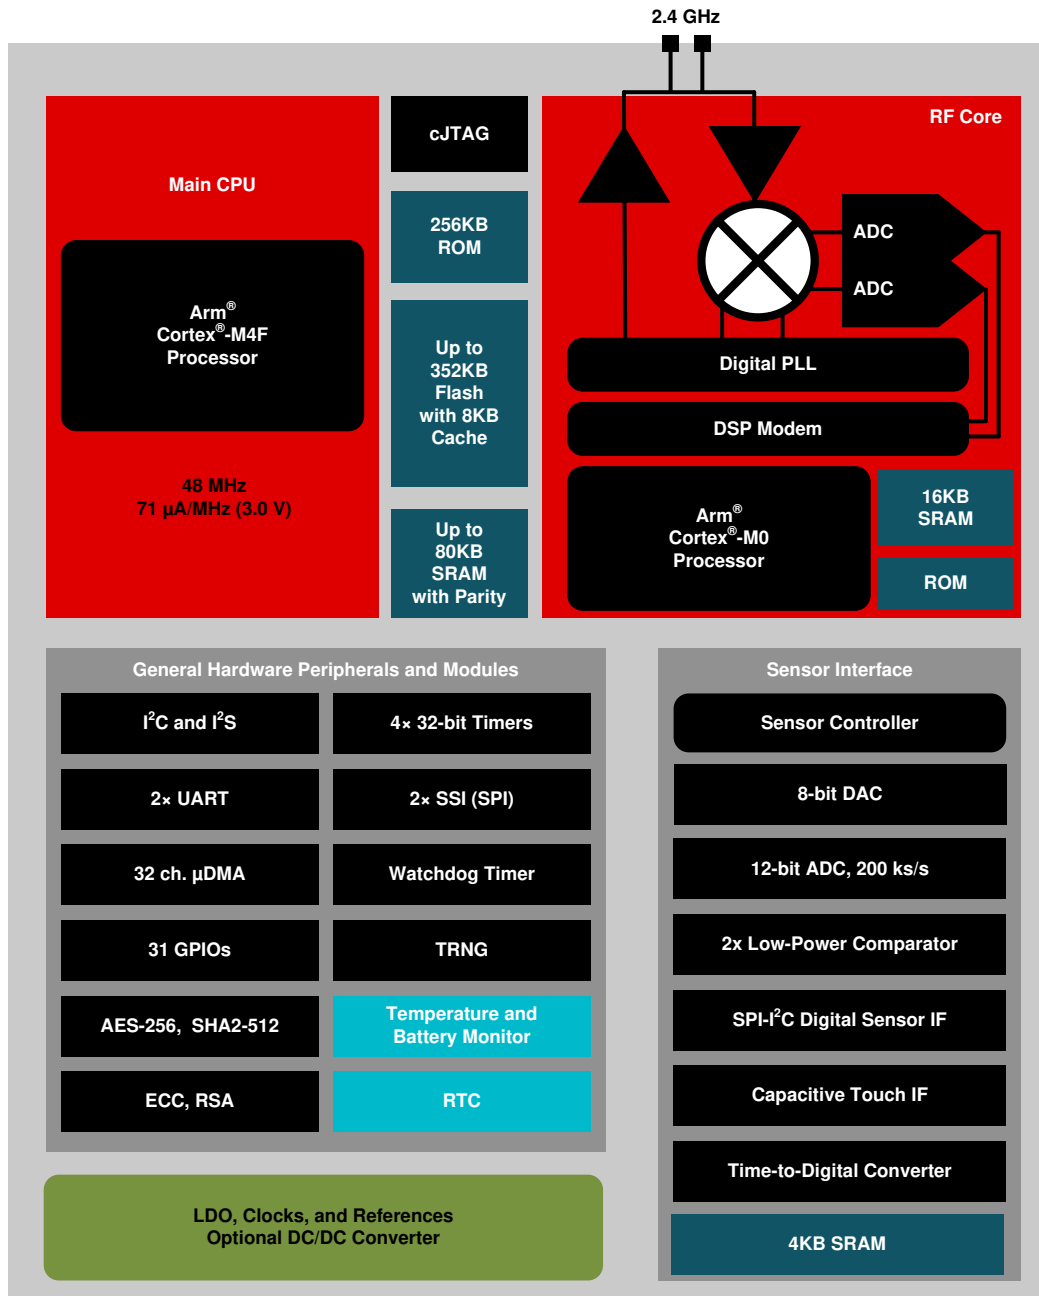 2.4 GHz
Main CPU
Arm®
Cortex®-M4F
Processor
48 MHz
71 µA/MHz (3.0 V)
cJTAG
256KB
ROM
Up to
352KB
Flash
with 8KB
Cache
Up to
80KB
SRAM
with Parity
RF Core
ADC
ADC
Digital PLL
DSP Modem
Arm®
Cortex®-M0
Processor
16KB
SRAM
ROM
General Hardware Peripherals and Modules
I²C and I²S
4× 32-bit Timers
2× UART
2× SSI (SPI)
32 ch. µDMA
Watchdog Timer
31 GPIOs
TRNG
AES-256, SHA2-512
Temperature and
Battery Monitor
ECC, RSA
RTC
LDO, Clocks, and References
Optional DC/DC Converter
Sensor Interface
Sensor Controller
8-bit DAC
12-bit ADC, 200 ks/s
2x Low-Power Comparator
SPI-I²C Digital Sensor IF
Capacitive Touch IF
Time-to-Digital Converter
4KB SRAM